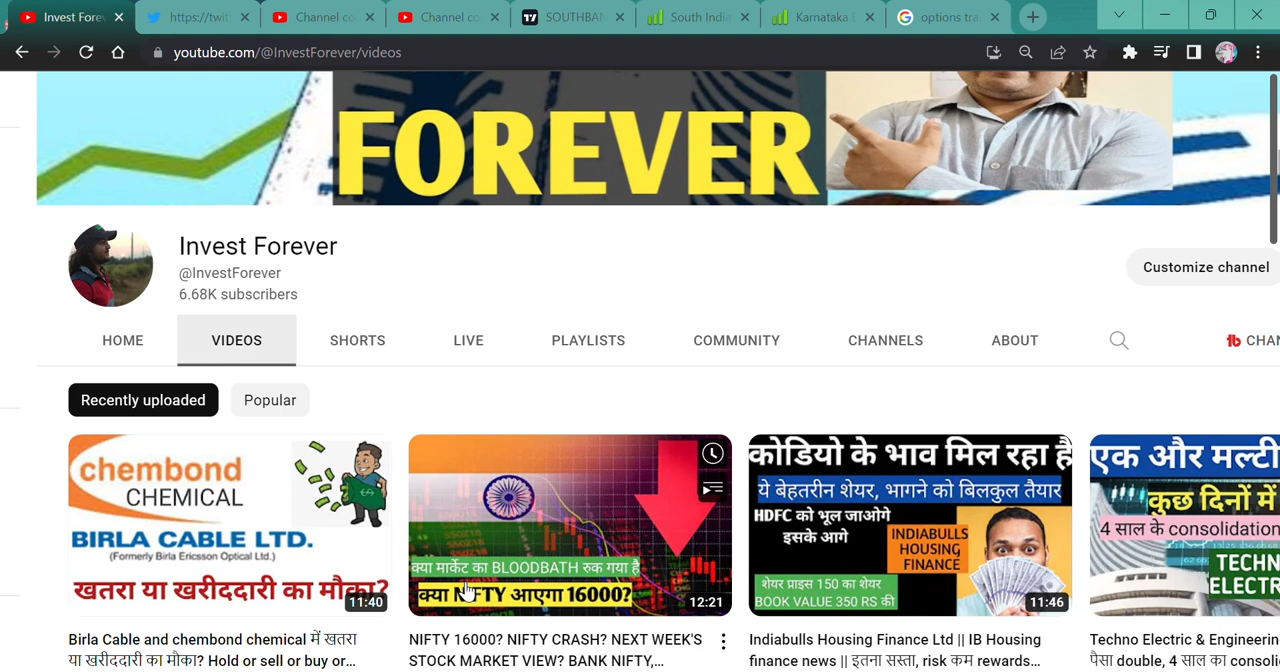 Invest Forev
https://twit
Channel co
Channel co
SOUTHBAN
South India
Karnataka
options tra
youtube.com/@InvestForever/videos
FOREVER
Invest Forever
@InvestForever
6.68K subscribers
Customize channel
HOME
VIDEOS
SHORTS
LIVE
PLAYLISTS
COMMUNITY
CHANNELS
ABOUT
CHAN
Recently uploaded
Popular
chembond
CHEMICAL
BIRLA CABLE LTD.
(Formerly Birla Ericsson Optical Ltd.)
खतरा या खरीददारी का मौका?
11:40
क्या मार्केट का BLOODBATH रुक गया है
क्या NIFTY आएगा 16000?
12:21
कोडियो के भाव मिल रहा है
ये बेहतरीन शेयर, भागने को बिलकुल तैयार
HDFC को भूल जाओगे
इसके आगे
INDIABULLS
HOUSING
FINANCE
शेयर प्राइस 150 का शेयर
BOOK VALUE 350 RS की
11:46
एक और मल्टी
कुछ दिनों में
4 साल के consolidation
TECHN
ELECTR
Birla Cable and chembond chemical में खतरा
या खरीददारी का मौका? Hold or sell or buy or...
NIFTY 16000? NIFTY CRASH? NEXT WEEK'S
STOCK MARKET VIEW? BANK NIFTY,...
Indiabulls Housing Finance Ltd || IB Housing
finance news || इतना सस्ता, risk कम rewards...
Techno Electric & Engineerin
पैसा double, 4 साल का consoli